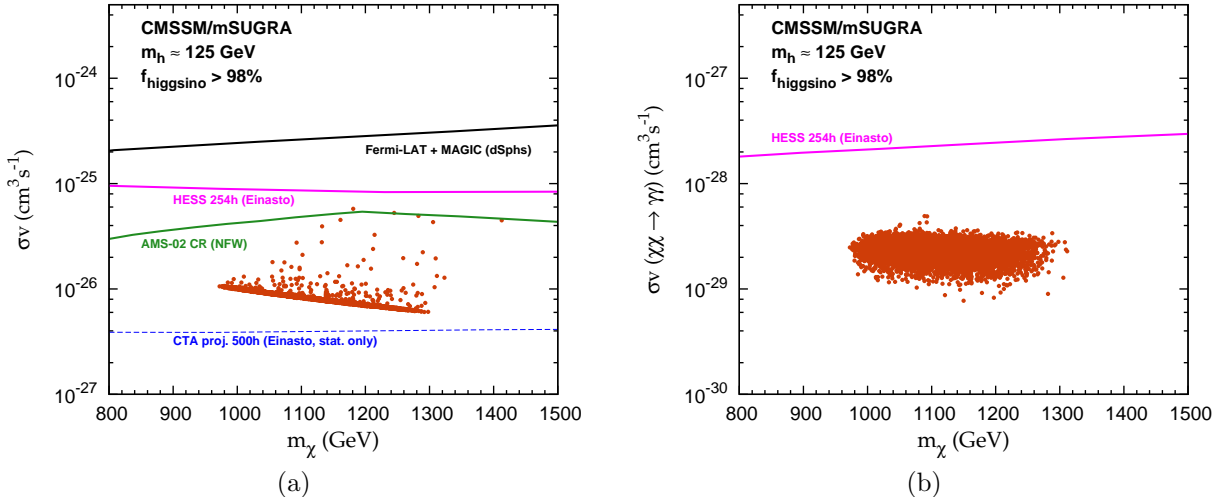 CMSSM/mSUGRA
m_h ≈ 125 GeV
f_higgsino > 98%
10^-24
10^-25
10^-26
10^-27
σv (cm^3 s^-1)
Fermi-LAT + MAGIC (dSphs)
HESS 254h (Einasto)
AMS-02 CR (NFW)
CTA proj. 500h (Einasto, stat. only)
800 900 1000 1100 1200 1300 1400 1500
m_χ (GeV)
(a)
CMSSM/mSUGRA
m_h ≈ 125 GeV
f_higgsino > 98%
10^-27
10^-28
10^-29
10^-30
σv (χχ → γγ) (cm^3 s^-1)
HESS 254h (Einasto)
800 900 1000 1100 1200 1300 1400 1500
m_χ (GeV)
(b)